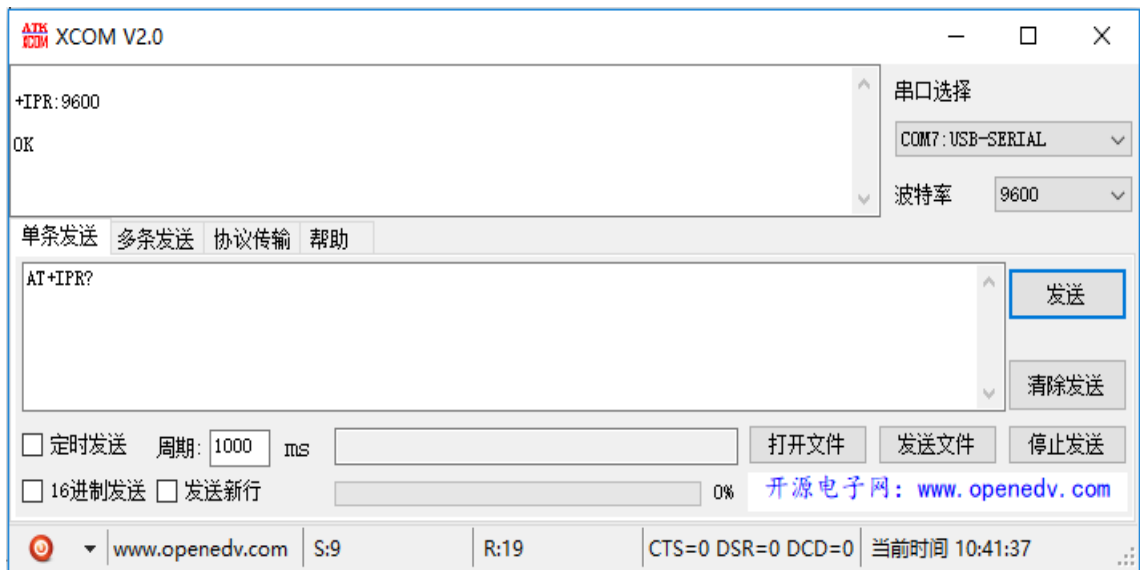 ATK XCOM XCOM V2.0
+IPR:9600
OK
串口选择
COM7:USB-SERIAL
波特率 9600
单条发送 多条发送 协议传输 帮助
AT+IPR?
发送
清除发送
定时发送 周期: 1000 ms 打开文件 发送文件 停止发送
16进制发送 发送新行 0% 开源电子网: www.openedv.com
www.openedv.com S:9 R:19 CTS=0 DSR=0 DCD=0 当前时间 10:41:37